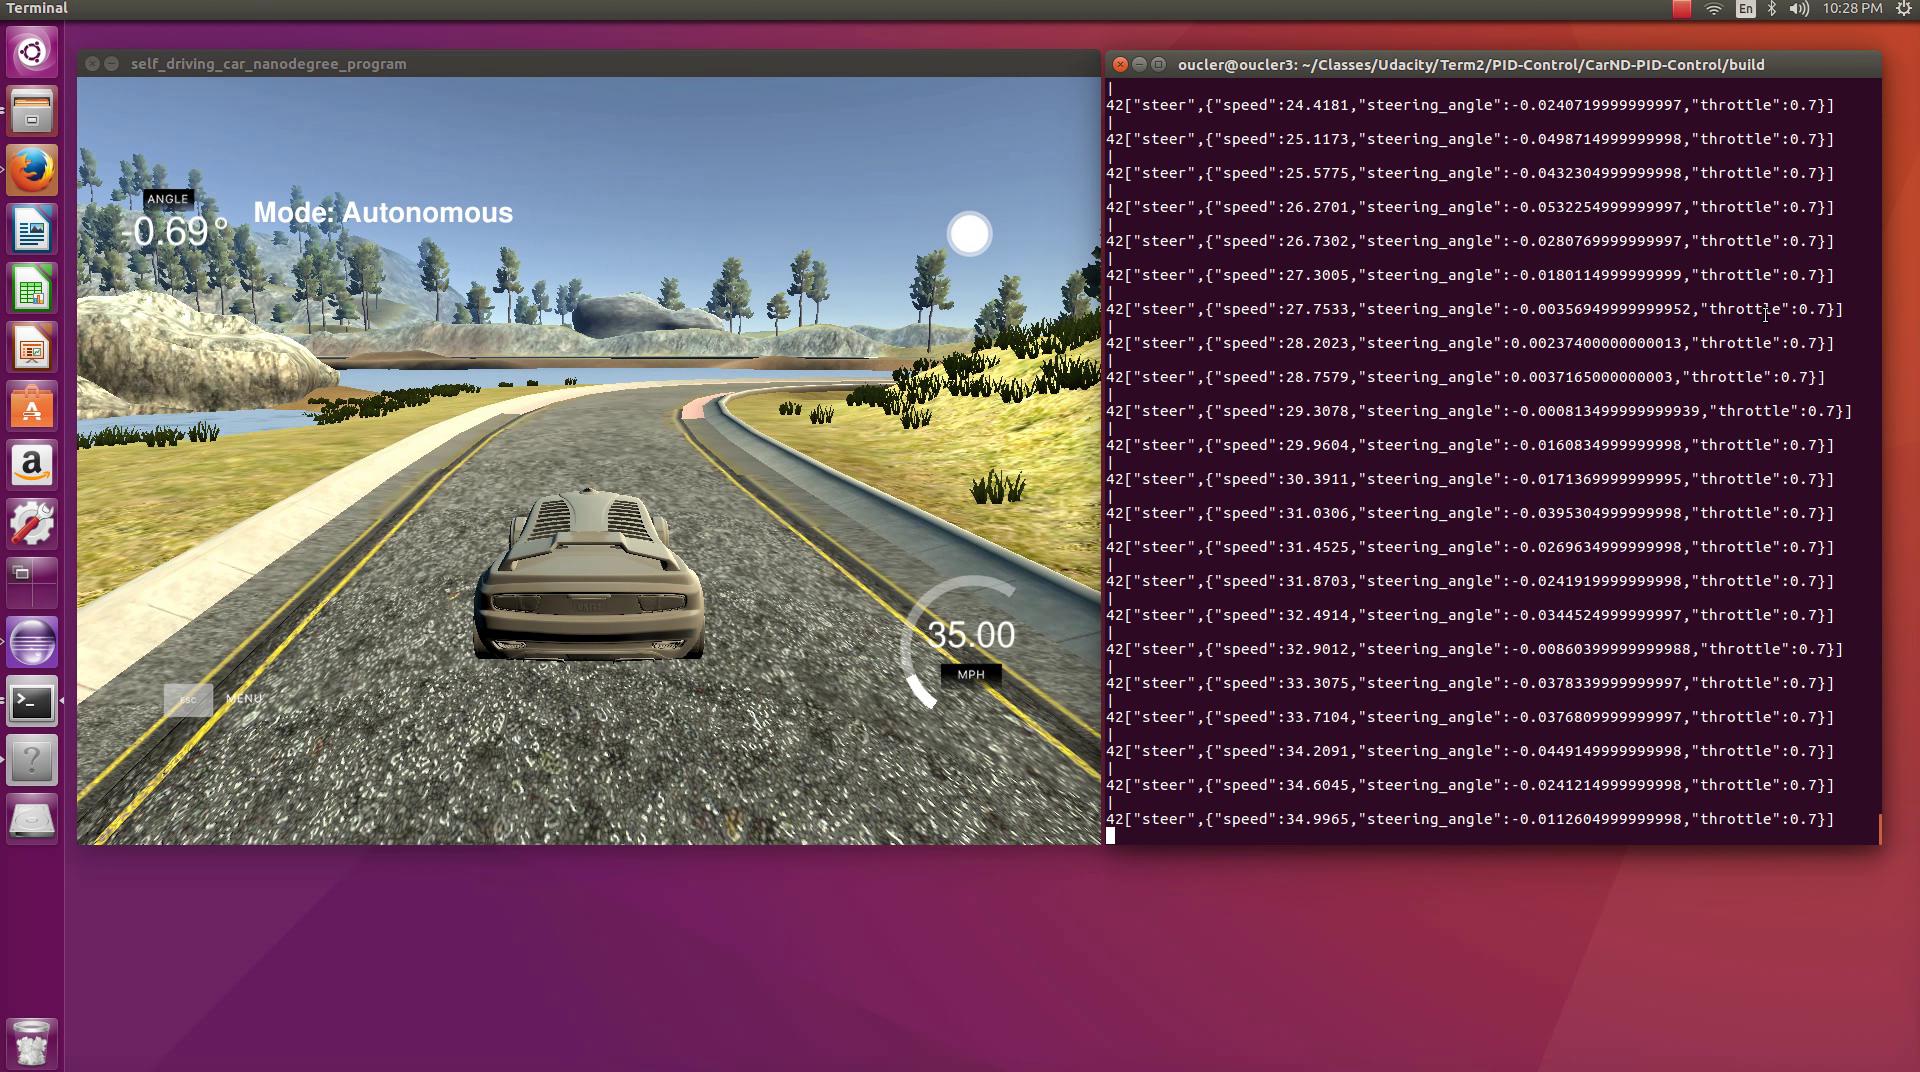 Terminal
En
10:28 PM
self_driving_car_nanodegree_program
ANGLE
-0.69°
Mode: Autonomous
35.00
MPH
ESC
MENU
a
?
oucler@oucler3: ~/Classes/Udacity/Term2/PID-Control/CarND-PID-Control/build
|
42["steer",{"speed":24.4181,"steering_angle":-0.0240719999999997,"throttle":0.7}]
|
42["steer",{"speed":25.1173,"steering_angle":-0.0498714999999998,"throttle":0.7}]
|
42["steer",{"speed":25.5775,"steering_angle":-0.0432304999999998,"throttle":0.7}]
|
42["steer",{"speed":26.2701,"steering_angle":-0.0532254999999997,"throttle":0.7}]
|
42["steer",{"speed":26.7302,"steering_angle":-0.0280769999999997,"throttle":0.7}]
|
42["steer",{"speed":27.3005,"steering_angle":-0.0180114999999999,"throttle":0.7}]
|
42["steer",{"speed":27.7533,"steering_angle":-0.00356949999999952,"throttle":0.7}]
|
42["steer",{"speed":28.2023,"steering_angle":0.00237400000000013,"throttle":0.7}]
|
42["steer",{"speed":28.7579,"steering_angle":0.0037165000000003,"throttle":0.7}]
|
42["steer",{"speed":29.3078,"steering_angle":-0.000813499999999939,"throttle":0.7}]
|
42["steer",{"speed":29.9604,"steering_angle":-0.0160834999999998,"throttle":0.7}]
|
42["steer",{"speed":30.3911,"steering_angle":-0.0171369999999995,"throttle":0.7}]
|
42["steer",{"speed":31.0306,"steering_angle":-0.0395304999999998,"throttle":0.7}]
|
42["steer",{"speed":31.4525,"steering_angle":-0.0269634999999998,"throttle":0.7}]
|
42["steer",{"speed":31.8703,"steering_angle":-0.0241919999999998,"throttle":0.7}]
|
42["steer",{"speed":32.4914,"steering_angle":-0.0344524999999997,"throttle":0.7}]
|
42["steer",{"speed":32.9012,"steering_angle":-0.00860399999999988,"throttle":0.7}]
|
42["steer",{"speed":33.3075,"steering_angle":-0.0378339999999997,"throttle":0.7}]
|
42["steer",{"speed":33.7104,"steering_angle":-0.0376809999999997,"throttle":0.7}]
|
42["steer",{"speed":34.2091,"steering_angle":-0.0449149999999998,"throttle":0.7}]
|
42["steer",{"speed":34.6045,"steering_angle":-0.0241214999999998,"throttle":0.7}]
|
42["steer",{"speed":34.9965,"steering_angle":-0.0112604999999998,"throttle":0.7}]